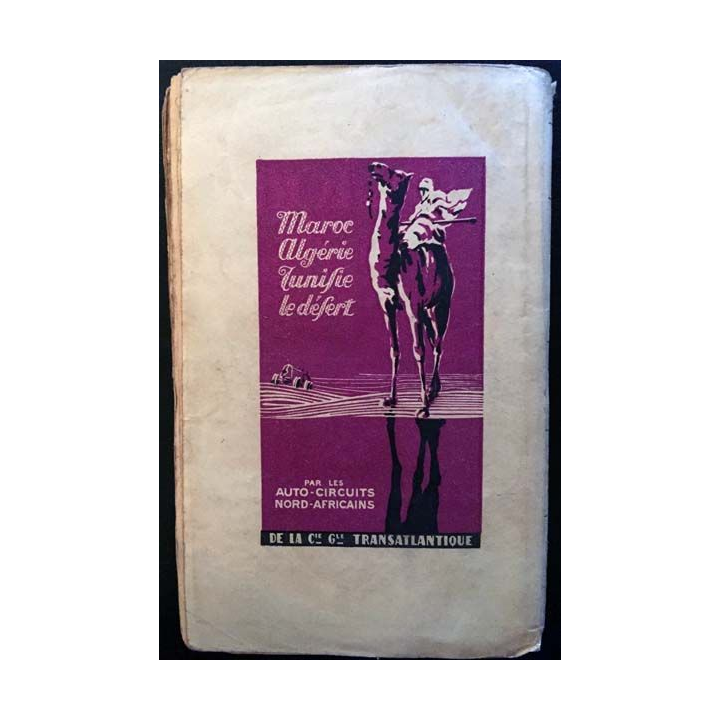 Maroc
Algérie
Tunisie
le désert
PAR LES
AUTO-CIRCUITS
NORD-AFRICAINS
DE LA Cie Gle TRANSATLANTIQUE